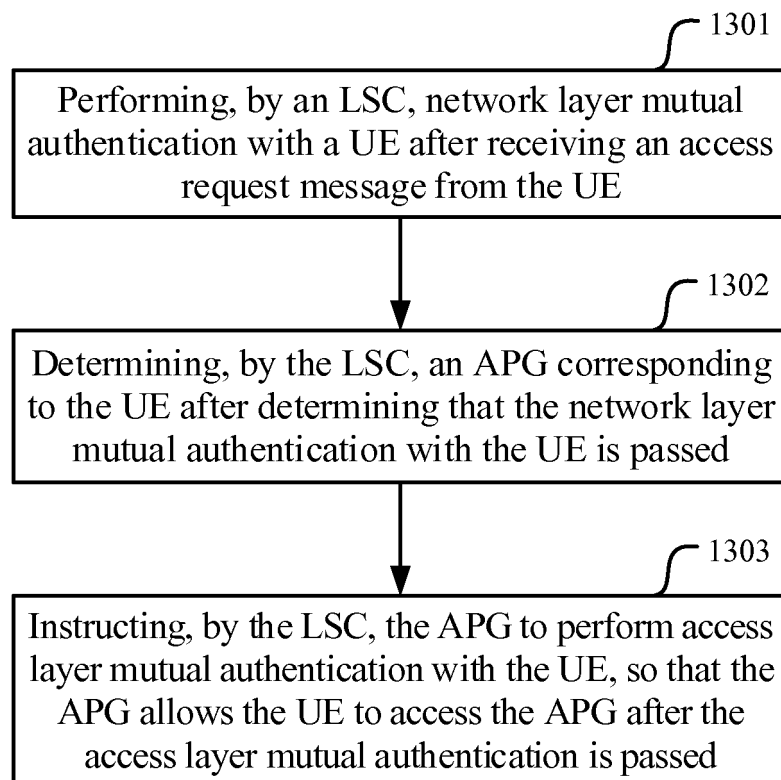 1301
Performing, by an LSC, network layer mutual
authentication with a UE after receiving an access
request message from the UE
1302
Determining, by the LSC, an APG corresponding
to the UE after determining that the network layer
mutual authentication with the UE is passed
1303
Instructing, by the LSC, the APG to perform access
layer mutual authentication with the UE, so that the
APG allows the UE to access the APG after the
access layer mutual authentication is passed